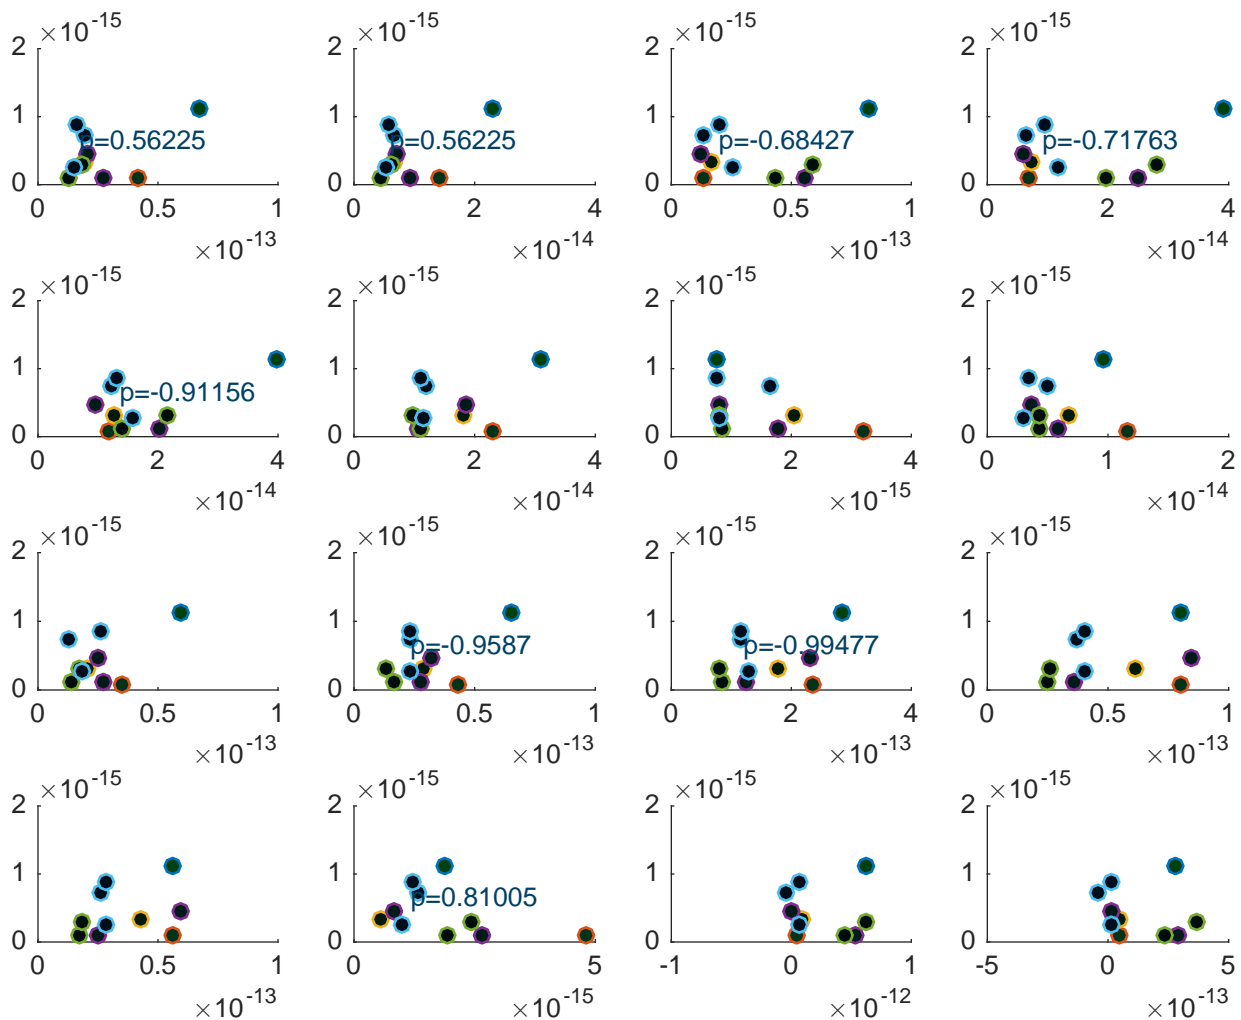 ×10-15 ×10-15 ×10-15 ×10-15
2 2 2 2
1 1 1 1
p=0.56225 p=0.56225 p=-0.68427 p=-0.71763
0 0 0 0
0 0.5 1 0 2 4 0 0.5 1 0 2 4
×10-13 ×10-14 ×10-13 ×10-14
×10-15 ×10-15 ×10-15 ×10-15
2 2 2 2
1 1 1 1
p=-0.91156
0 0 0 0
0 2 4 0 2 4 0 2 4 0 1 2
×10-14 ×10-14 ×10-15 ×10-14
×10-15 ×10-15 ×10-15 ×10-15
2 2 2 2
1 1 1 1
p=-0.9587 p=-0.99477
0 0 0 0
0 0.5 1 0 0.5 1 0 2 4 0 0.5 1
×10-13 ×10-13 ×10-13 ×10-13
×10-15 ×10-15 ×10-15 ×10-15
2 2 2 2
1 1 1 1
p=0.81005
0 0 0 0
0 0.5 1 0 5 -1 0 1 -5 0 5
×10-13 ×10-15 ×10-12 ×10-13